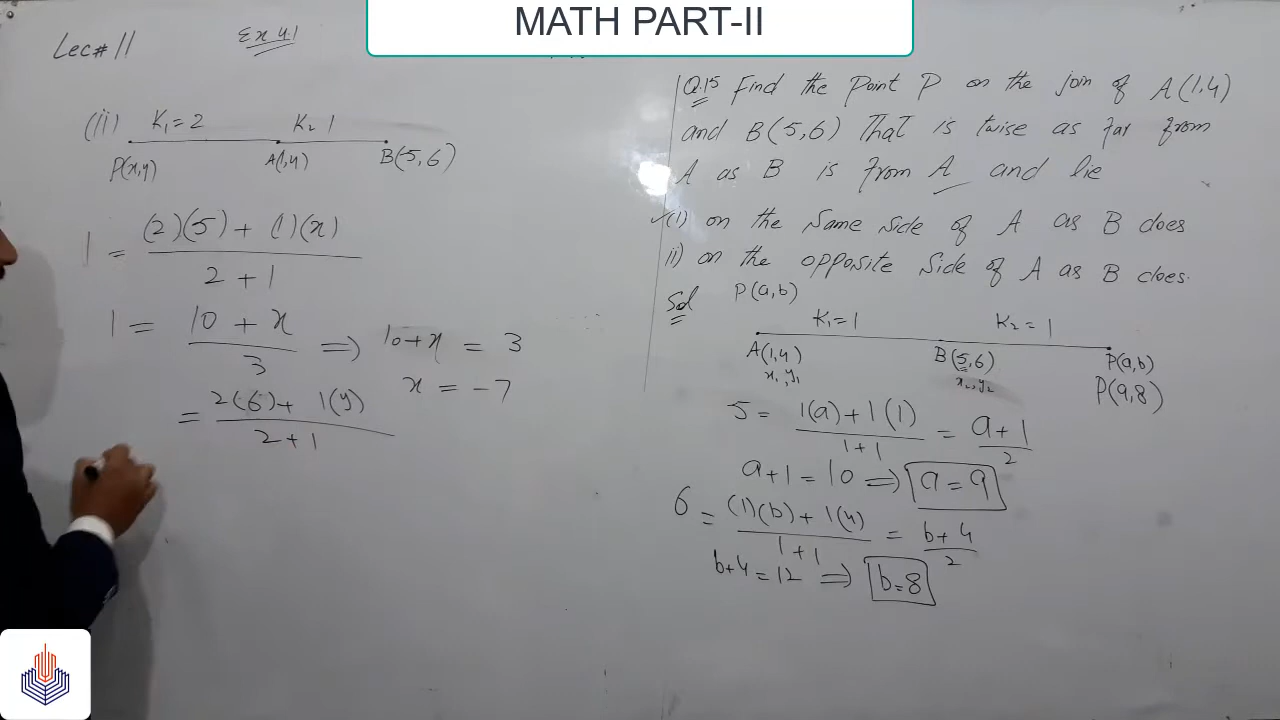 MATH PART-II
Lec# 11
Ex 4.1
(ii) K₁=2 K₂ 1
P(x,y) A(1,4) B(5,6)
1 = (2)(5) + (1)(x) / 2+1
1 = 10 + x / 3 ⇒ 10+x = 3
x = -7
= 2(6) + 1(y) / 2+1
Q.15 Find the Point P on the join of A(1,4)
and B(5,6) That is twise as far from
A as B is from A and lie
✓(1) on the Same side of A as B does
ii) on the opposite Side of A as B does.
Sol P(a,b)
K₁=1 K₂ = 1
A(1,4) B(5,6) P(a,b)
x₁,y₁ x₂,y₂ P(9,8)
5 = 1(a)+1(1) / 1+1 = a+1 / 2
a+1 = 10 ⇒ a=9
6 = (1)(b)+1(4) / 1+1 = b+4 / 2
b+4=12 ⇒ b=8